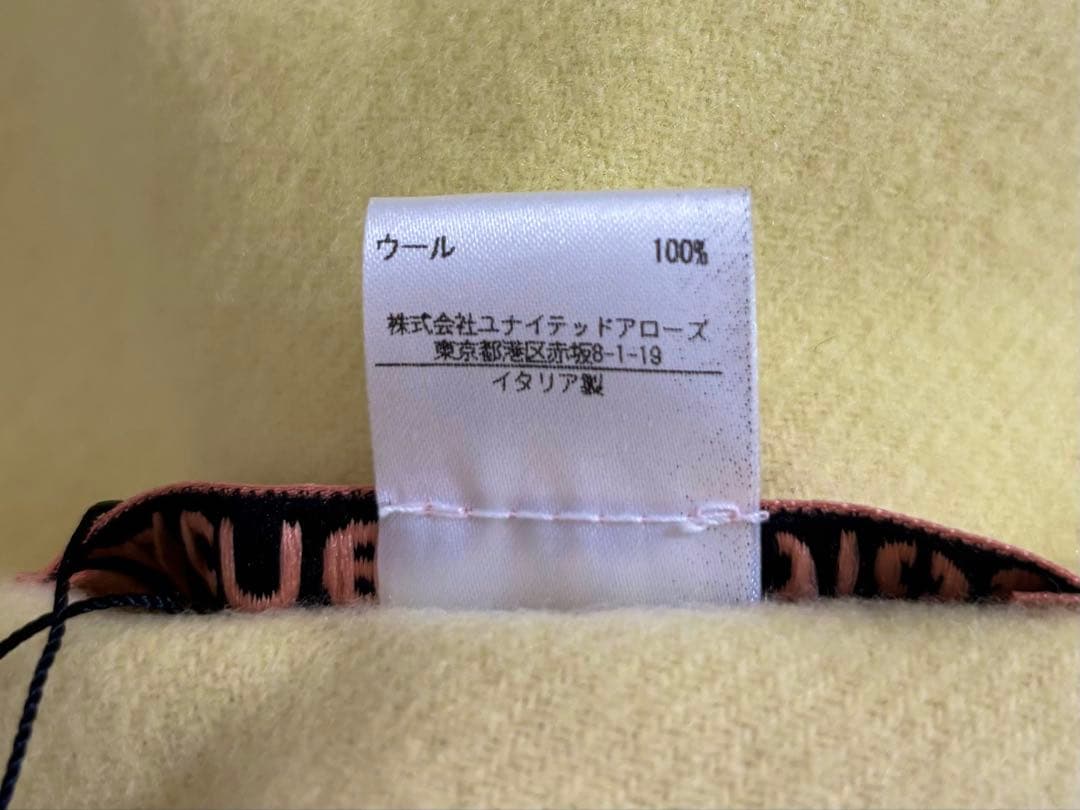 ウール 100%
株式会社ユナイテッドアローズ
東京都港区赤坂8-1-19
イタリア製